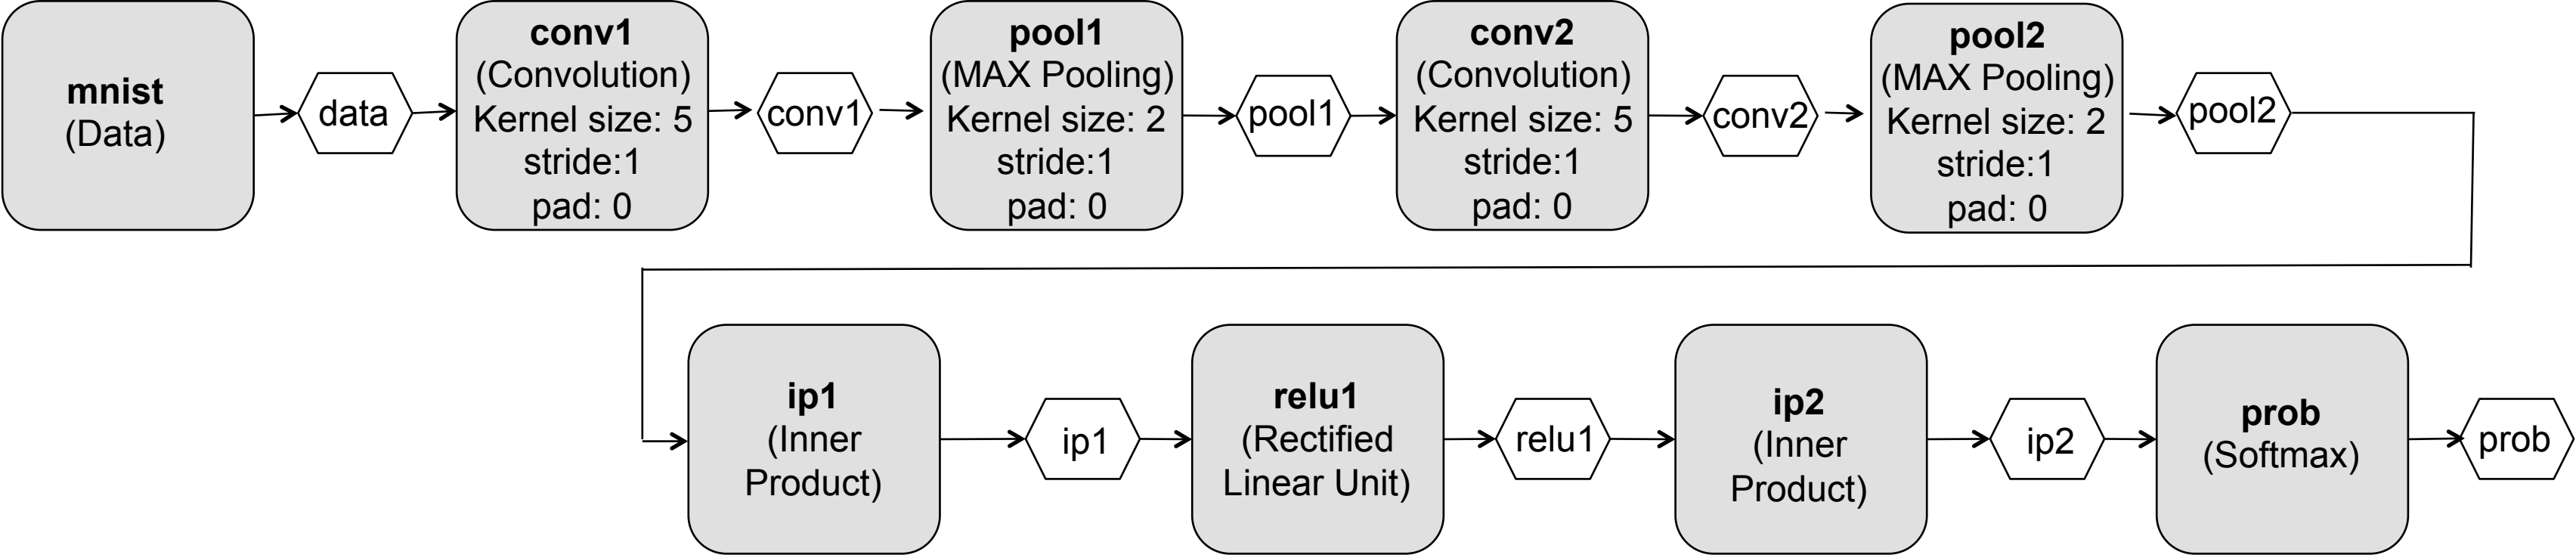 mnist
(Data)
data
conv1
(Convolution)
Kernel size: 5
stride:1
pad: 0
conv1
pool1
(MAX Pooling)
Kernel size: 2
stride:1
pad: 0
pool1
conv2
(Convolution)
Kernel size: 5
stride:1
pad: 0
conv2
pool2
(MAX Pooling)
Kernel size: 2
stride:1
pad: 0
pool2
ip1
(Inner
Product)
ip1
relu1
(Rectified
Linear Unit)
relu1
ip2
(Inner
Product)
ip2
prob
(Softmax)
prob